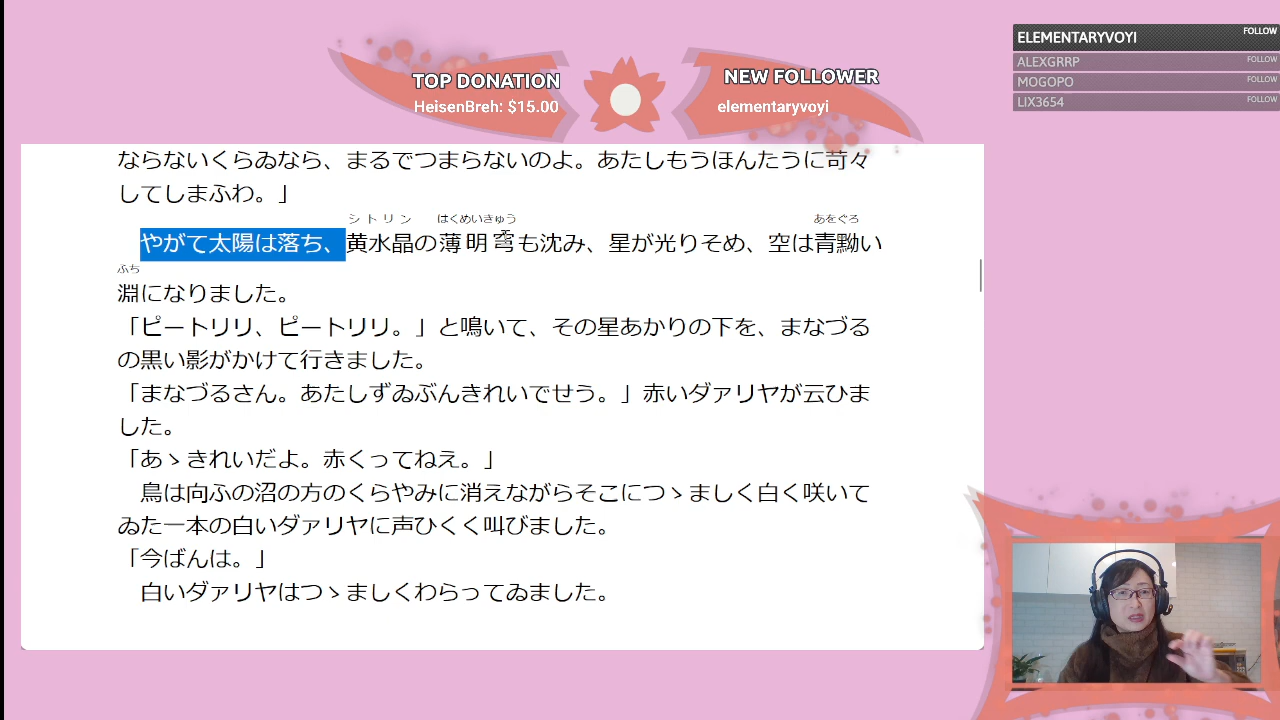 TOP DONATION
HeisenBreh: $15.00
NEW FOLLOWER
elementaryvoyi
ELEMENTARYVOYI FOLLOW
ALEXGRRP FOLLOW
MOGOPO FOLLOW
LIX3654 FOLLOW
ならないくらゐなら、まるでつまらないのよ。あたしもうほんたうに苛々
してしまふわ。」
シトリン はくめいきゅう あをぐろ
やがて太陽は落ち、黄水晶の薄明穹も沈み、星が光りそめ、空は青黝い
ふち
淵になりました。
「ピートリリ、ピートリリ。」と鳴いて、その星あかりの下を、まなづる
の黒い影がかけて行きました。
「まなづるさん。あたしずゐぶんきれいでせう。」赤いダァリヤが云ひま
した。
「あゝきれいだよ。赤くってねえ。」
鳥は向ふの沼の方のくらやみに消えながらそこにつゝましく白く咲いて
ゐた一本の白いダァリヤに声ひくく叫びました。
「今ばんは。」
白いダァリヤはつゝましくわらってゐました。